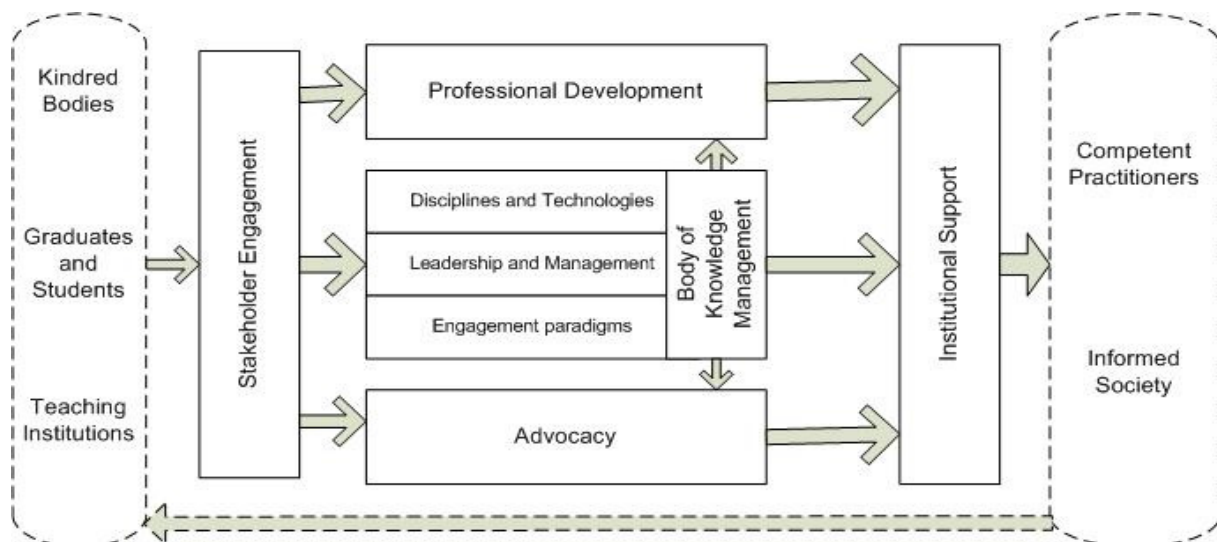 Kindred
Bodies
Graduates
and
Students
Teaching
Institutions
Stakeholder Engagement
Professional Development
Disciplines and Technologies
Leadership and Management
Engagement paradigms
Body of
Knowledge
Management
Advocacy
Institutional Support
Competent
Practitioners
Informed
Society